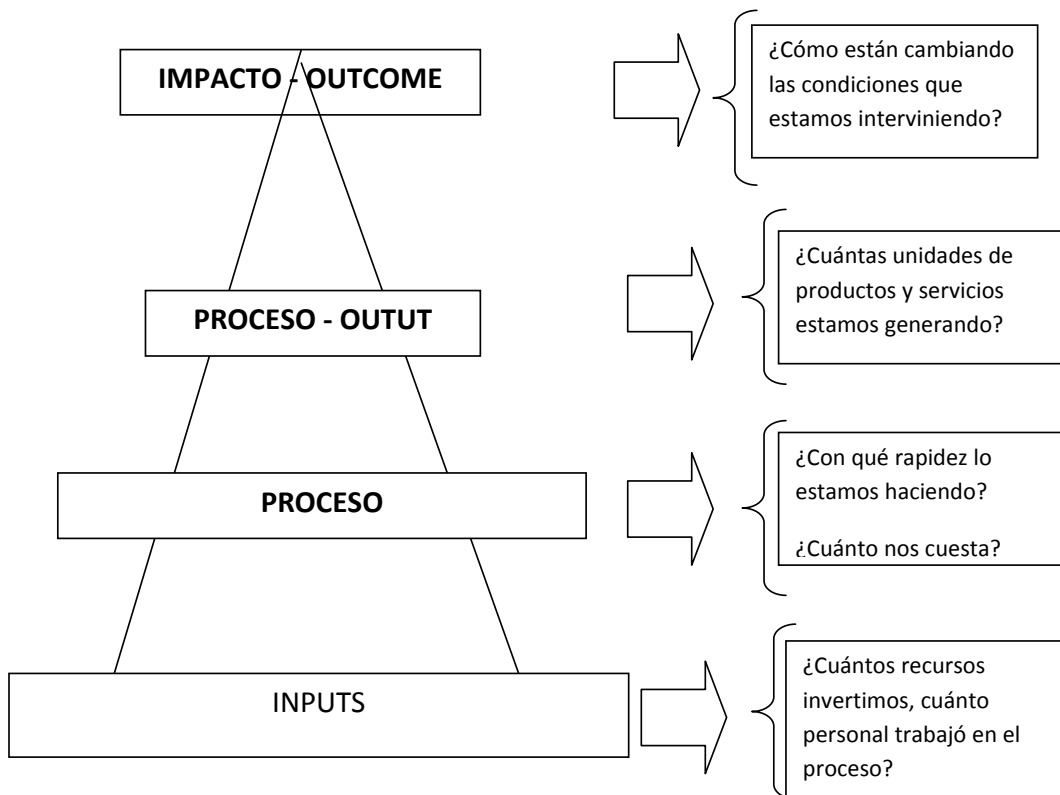 IMPACTO - OUTCOME
¿Cómo están cambiando
las condiciones que
estamos interviniendo?
PROCESO - OUTUT
¿Cuántas unidades de
productos y servicios
estamos generando?
PROCESO
¿Con qué rapidez lo
estamos haciendo?
¿Cuánto nos cuesta?
INPUTS
¿Cuántos recursos
invertimos, cuánto
personal trabajó en el
proceso?